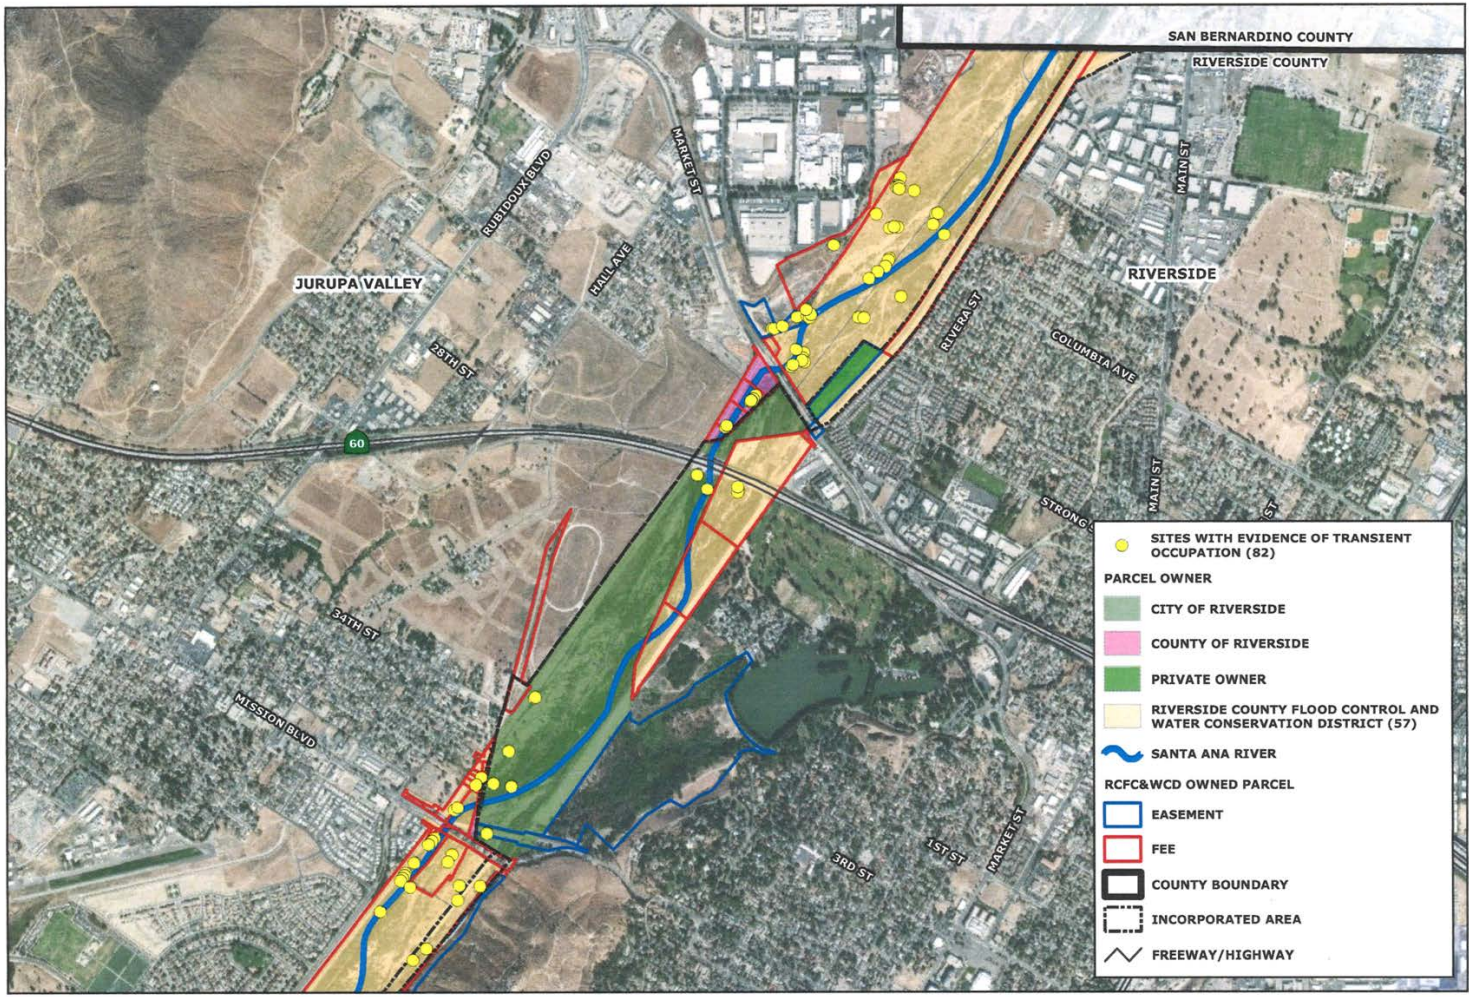 SAN BERNARDINO COUNTY
RIVERSIDE COUNTY
MARKET ST
MAIN ST
RUBIDOUX BLVD
HALL AVE
JURUPA VALLEY
RIVERSIDE
RIVERA ST
COLUMBIA AVE
28TH ST
60
MAIN ST
STRONG
ST
34TH ST
MISSION BLVD
MARKET ST
1ST ST
3RD ST
SITES WITH EVIDENCE OF TRANSIENT
OCCUPATION (82)
PARCEL OWNER
CITY OF RIVERSIDE
COUNTY OF RIVERSIDE
PRIVATE OWNER
RIVERSIDE COUNTY FLOOD CONTROL AND
WATER CONSERVATION DISTRICT (57)
SANTA ANA RIVER
RCFC&WCD OWNED PARCEL
EASEMENT
FEE
COUNTY BOUNDARY
INCORPORATED AREA
FREEWAY/HIGHWAY